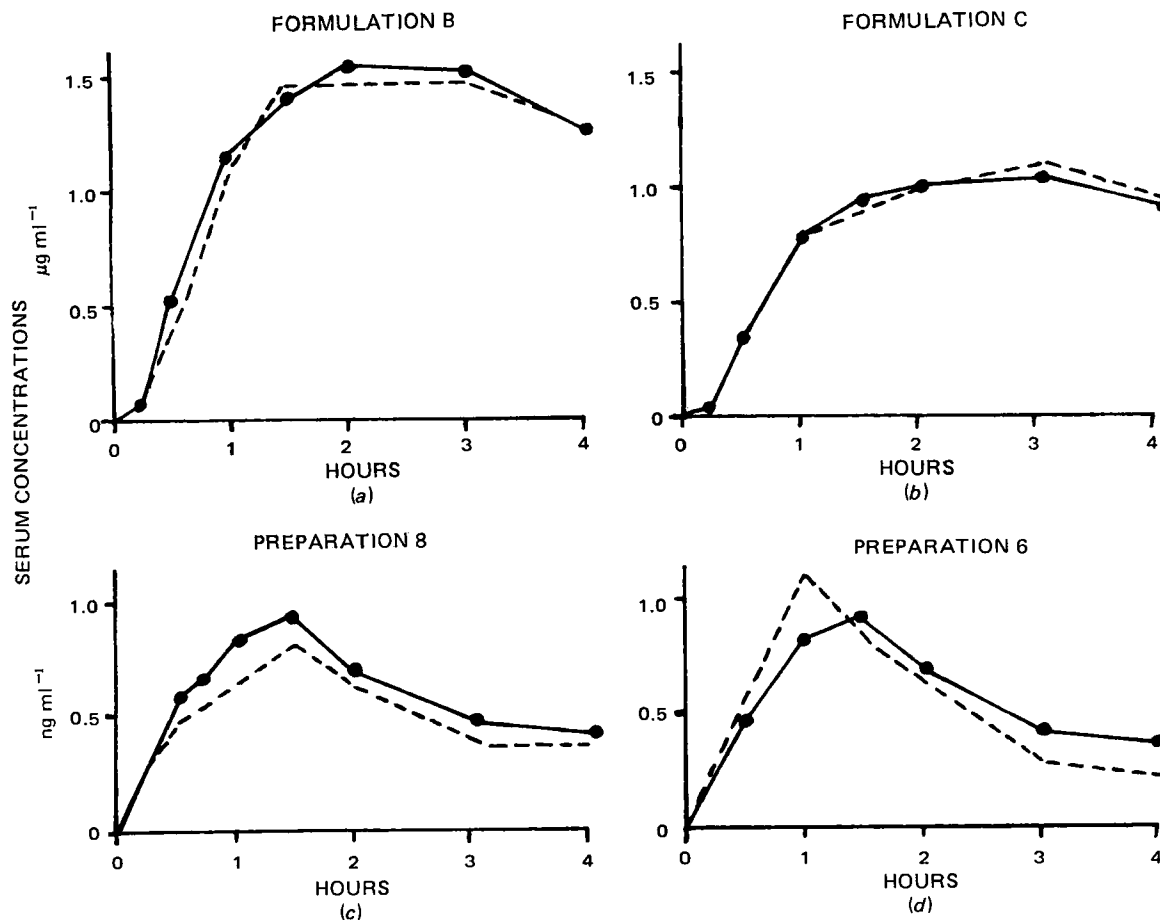 FORMULATION B
1.5
1.0
0.5
0
0
1
2
3
4
HOURS
(a)
FORMULATION C
1.5
1.0
0.5
0
0
1
2
3
4
HOURS
(b)
SERUM CONCENTRATIONS
µg ml⁻¹
ng ml⁻¹
PREPARATION 8
1.0
0.5
0
0
1
2
3
4
HOURS
(c)
PREPARATION 6
1.0
0.5
0
0
1
2
3
4
HOURS
(d)